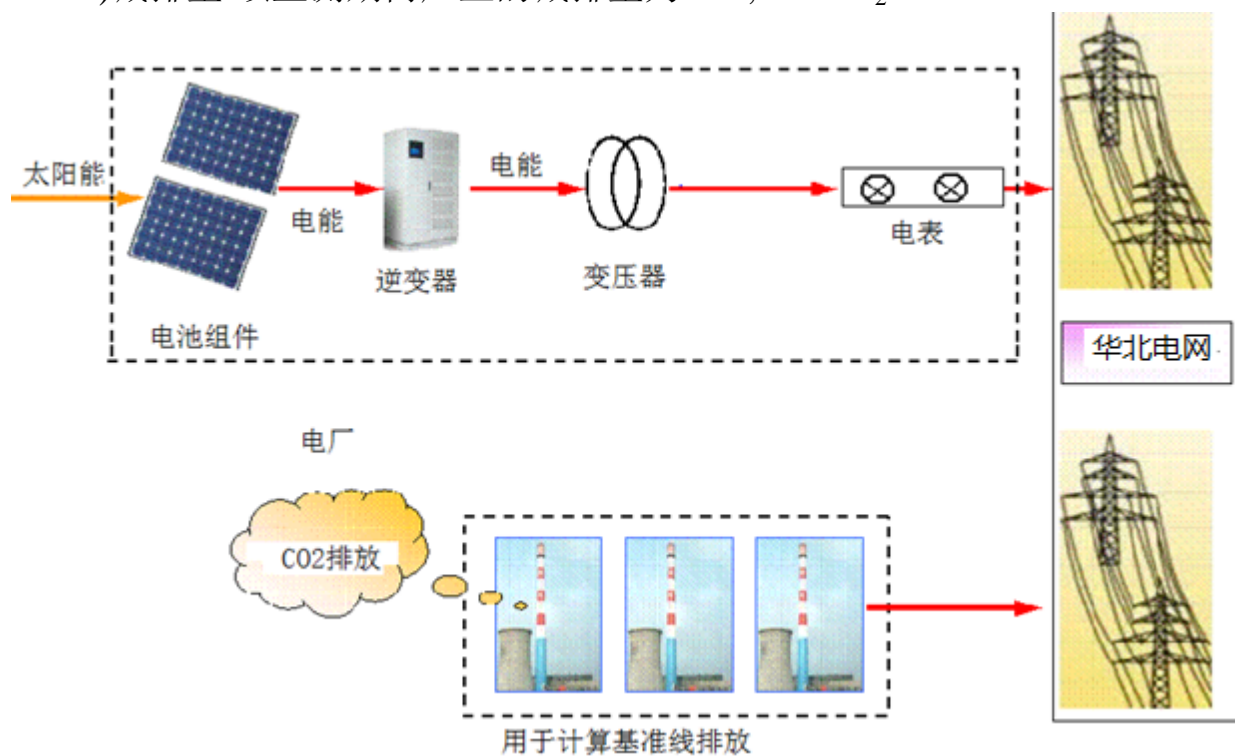 太阳能
电能
电能
逆变器
变压器
电表
电池组件
华北电网
电厂
CO2排放
用于计算基准线排放